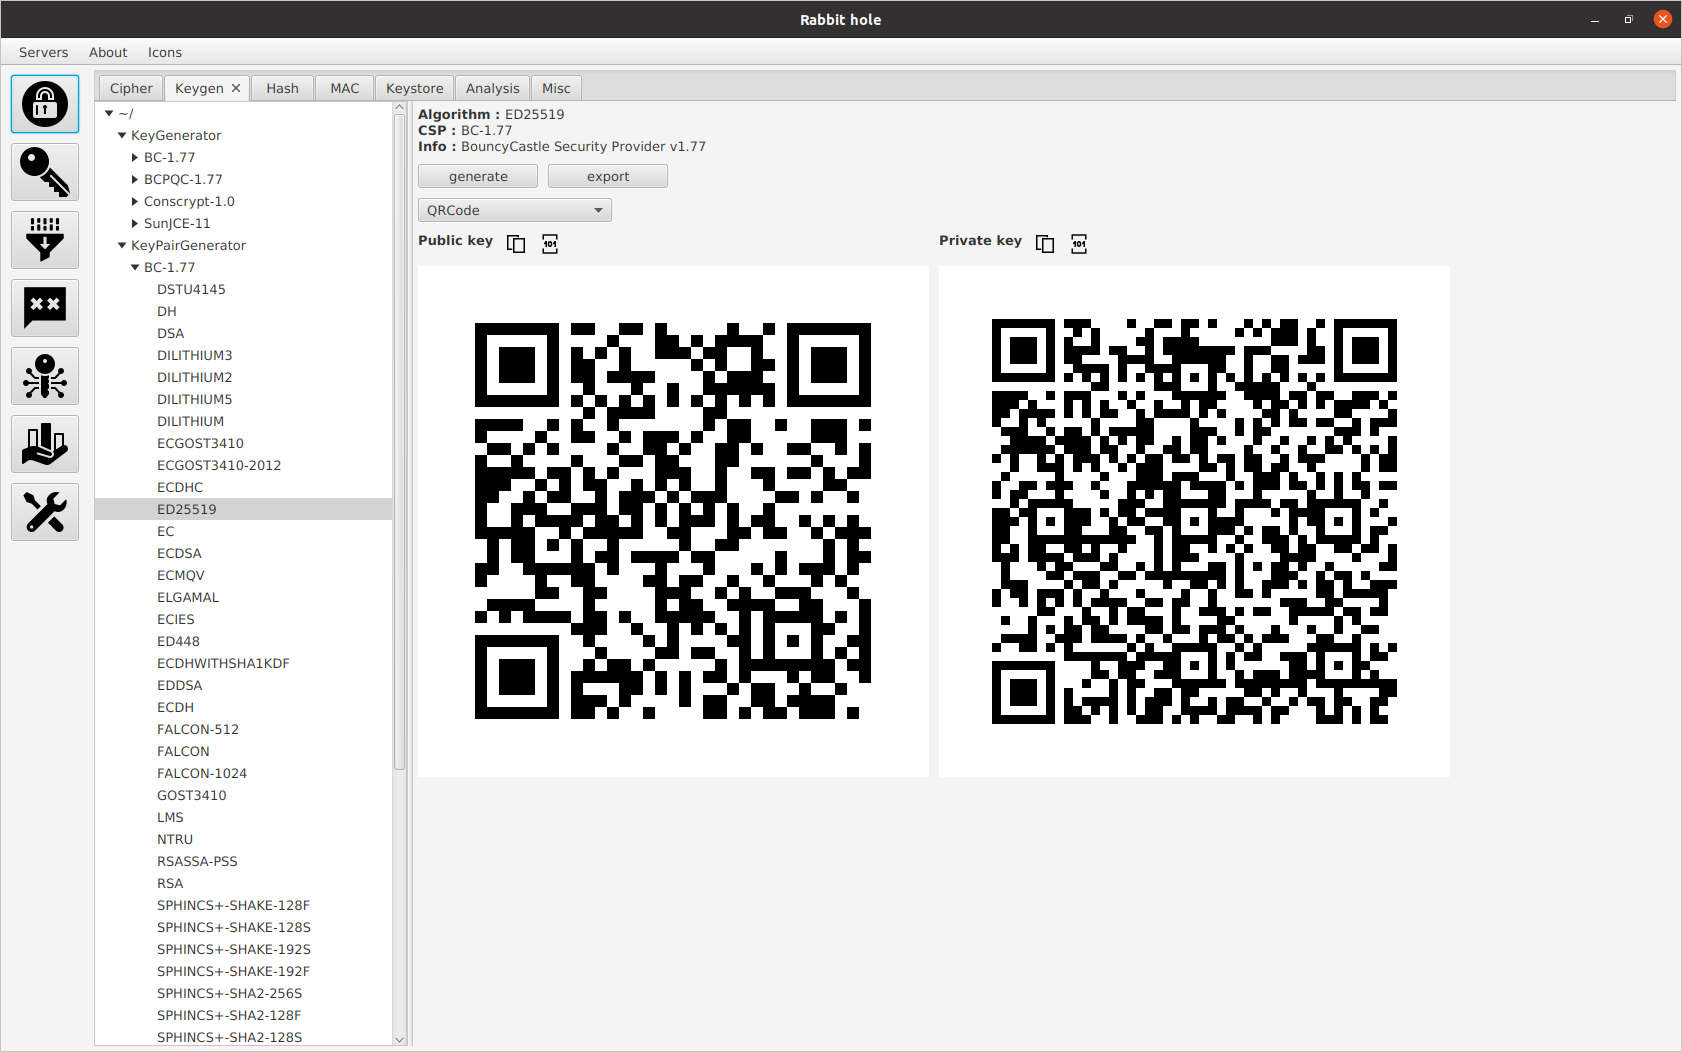 Rabbit hole
Servers About Icons
Cipher Keygen Hash MAC Keystore Analysis Misc
~/
KeyGenerator
BC-1.77
BCPQC-1.77
Conscrypt-1.0
SunJCE-11
KeyPairGenerator
BC-1.77
DSTU4145
DH
DSA
DILITHIUM3
DILITHIUM2
DILITHIUM5
DILITHIUM
ECGOST3410
ECGOST3410-2012
ECDHC
ED25519
EC
ECDSA
ECMQV
ELGAMAL
ECIES
ED448
ECDHWITHSHA1KDF
EDDSA
ECDH
FALCON-512
FALCON
FALCON-1024
GOST3410
LMS
NTRU
RSASSA-PSS
RSA
SPHINCS+-SHAKE-128F
SPHINCS+-SHAKE-128S
SPHINCS+-SHAKE-192S
SPHINCS+-SHAKE-192F
SPHINCS+-SHA2-256S
SPHINCS+-SHA2-128F
SPHINCS+-SHA2-128S
Algorithm : ED25519
CSP : BC-1.77
Info : BouncyCastle Security Provider v1.77
generate export
QRCode
Public key 101 Private key 101